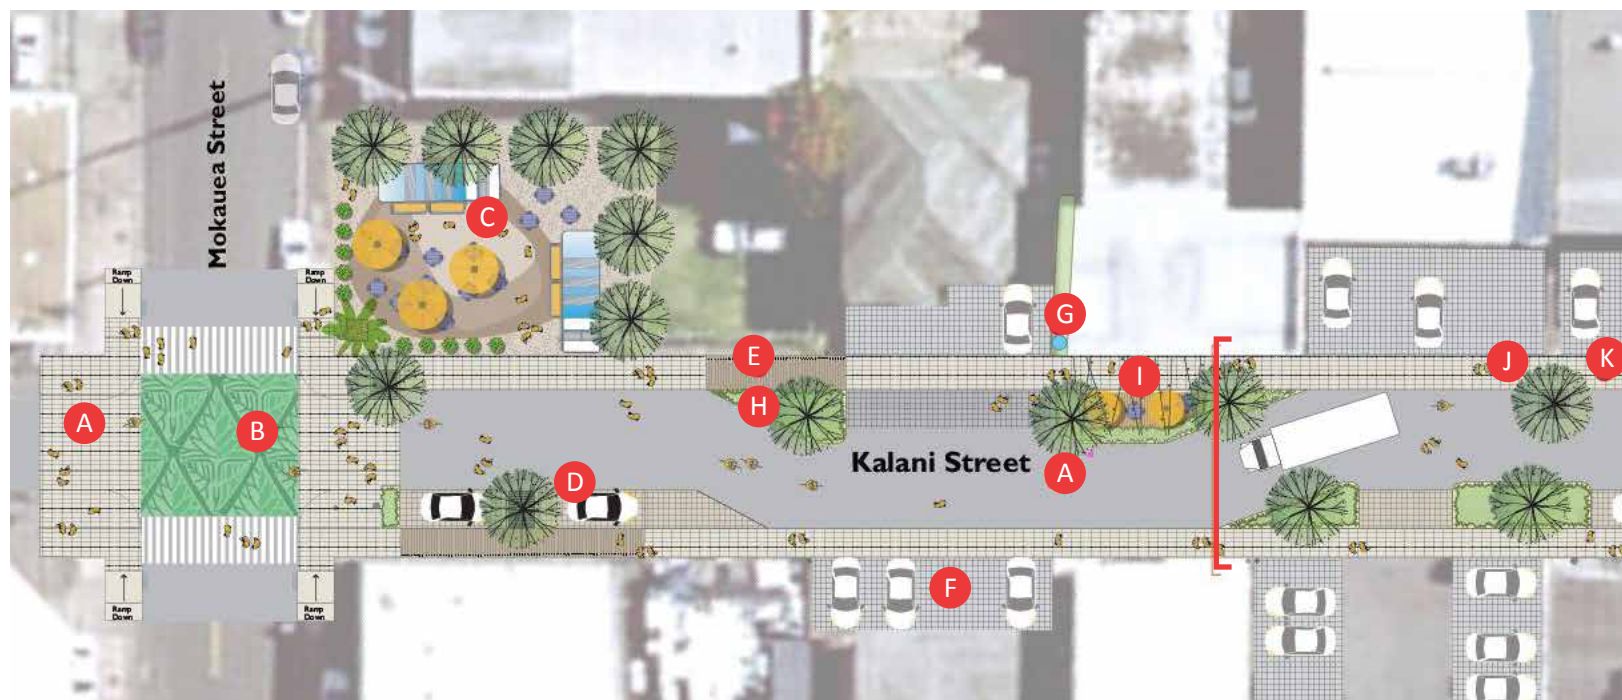 Mokauea Street
Ramp
Down
Ramp
Down
C
G
E
J
K
I
H
A
B
A
Kalani Street
D
F
Ramp
Down
Ramp
Down